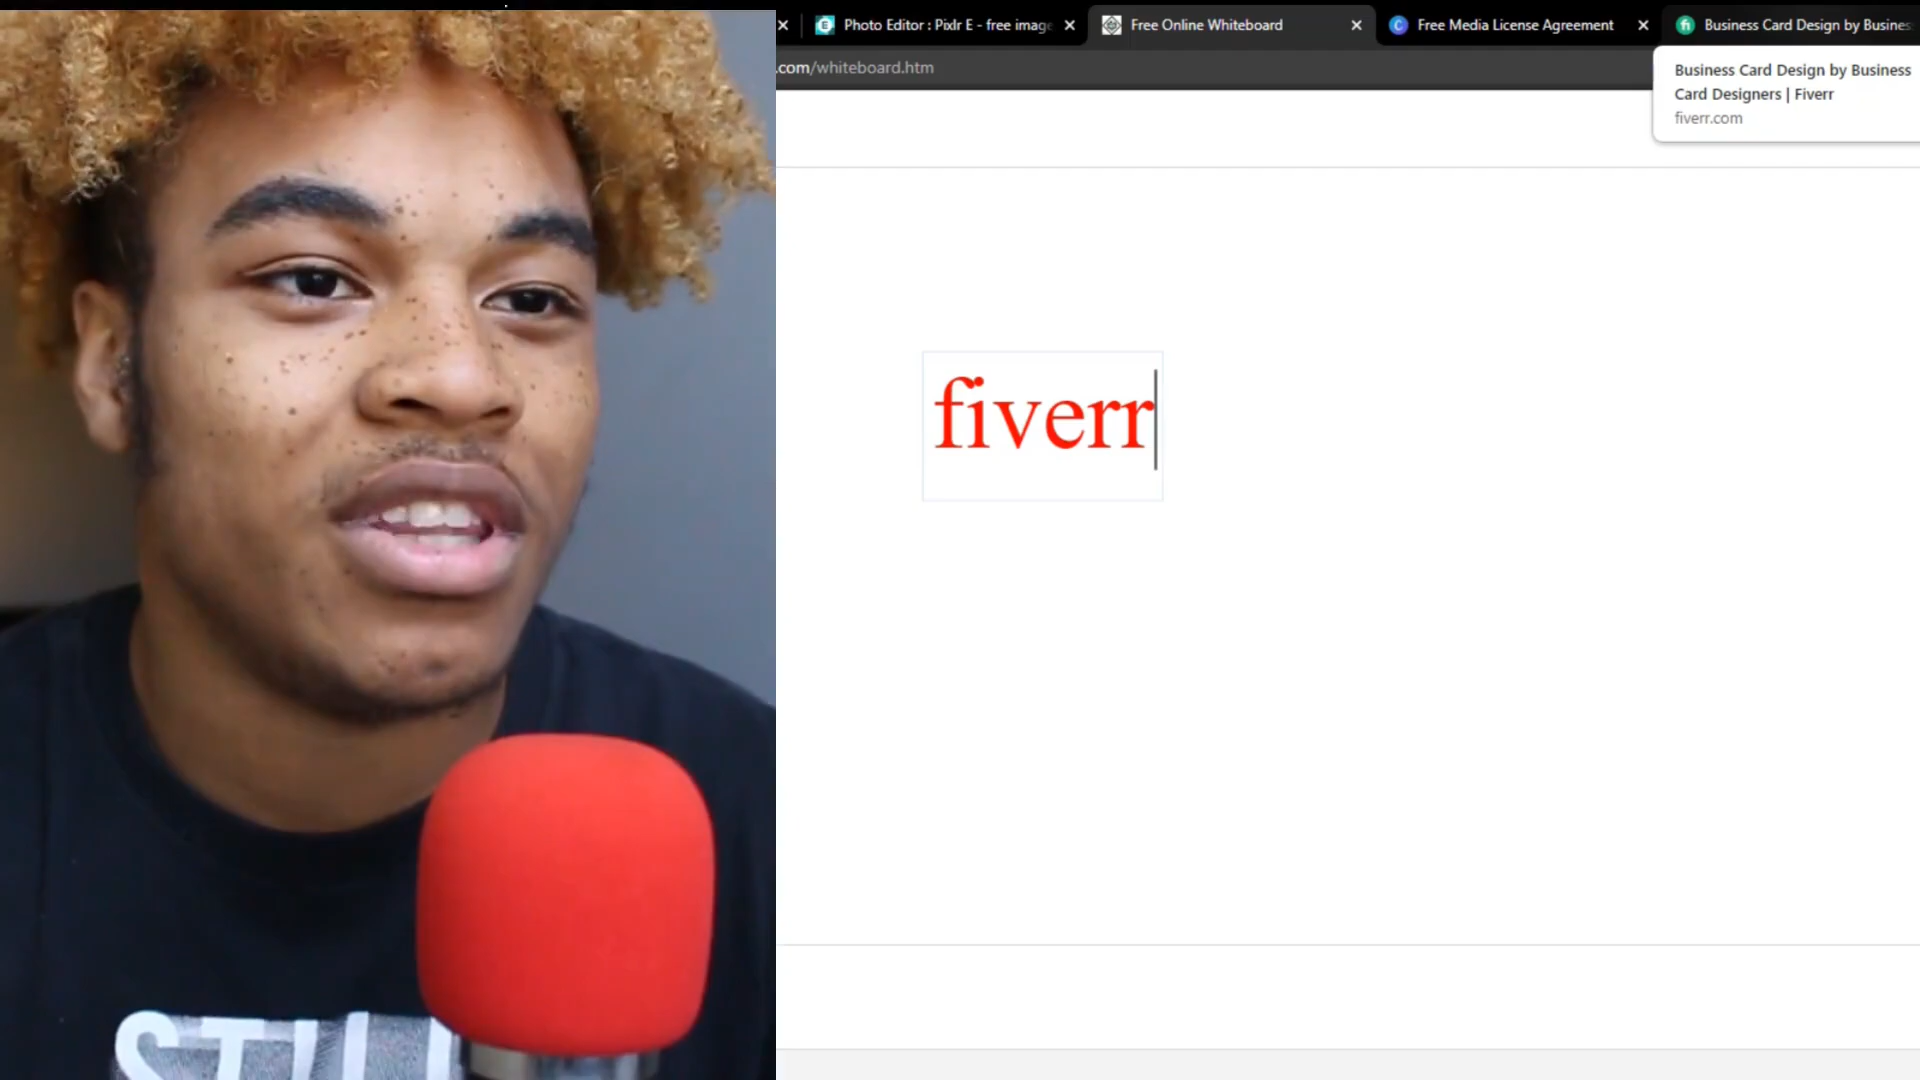 Photo Editor : Pixlr E - free image
Free Online Whiteboard
Free Media License Agreement
Business Card Design by Busines
.com/whiteboard.htm
Business Card Design by Business
Card Designers | Fiverr
fiverr.com
fiverr
STILL